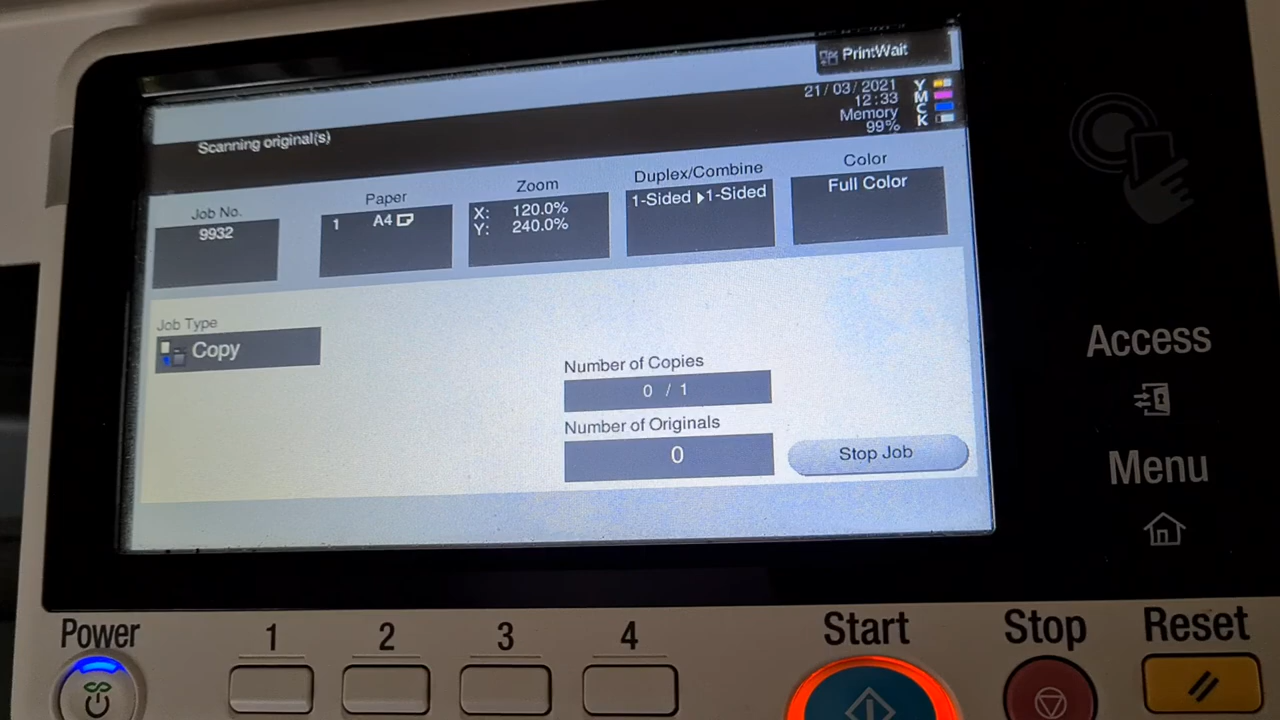 PrintWait
21/03/2021
12:33
Memory
99%
Y
M
C
K
Scanning original(s)
Job No.
9932
Paper
1 A4
Zoom
X: 120.0%
Y: 240.0%
Duplex/Combine
1-Sided ▶1-Sided
Color
Full Color
Job Type
Copy
Number of Copies
0 / 1
Number of Originals
0
Stop Job
Access
Menu
Power
1
2
3
4
Start
Stop
Reset